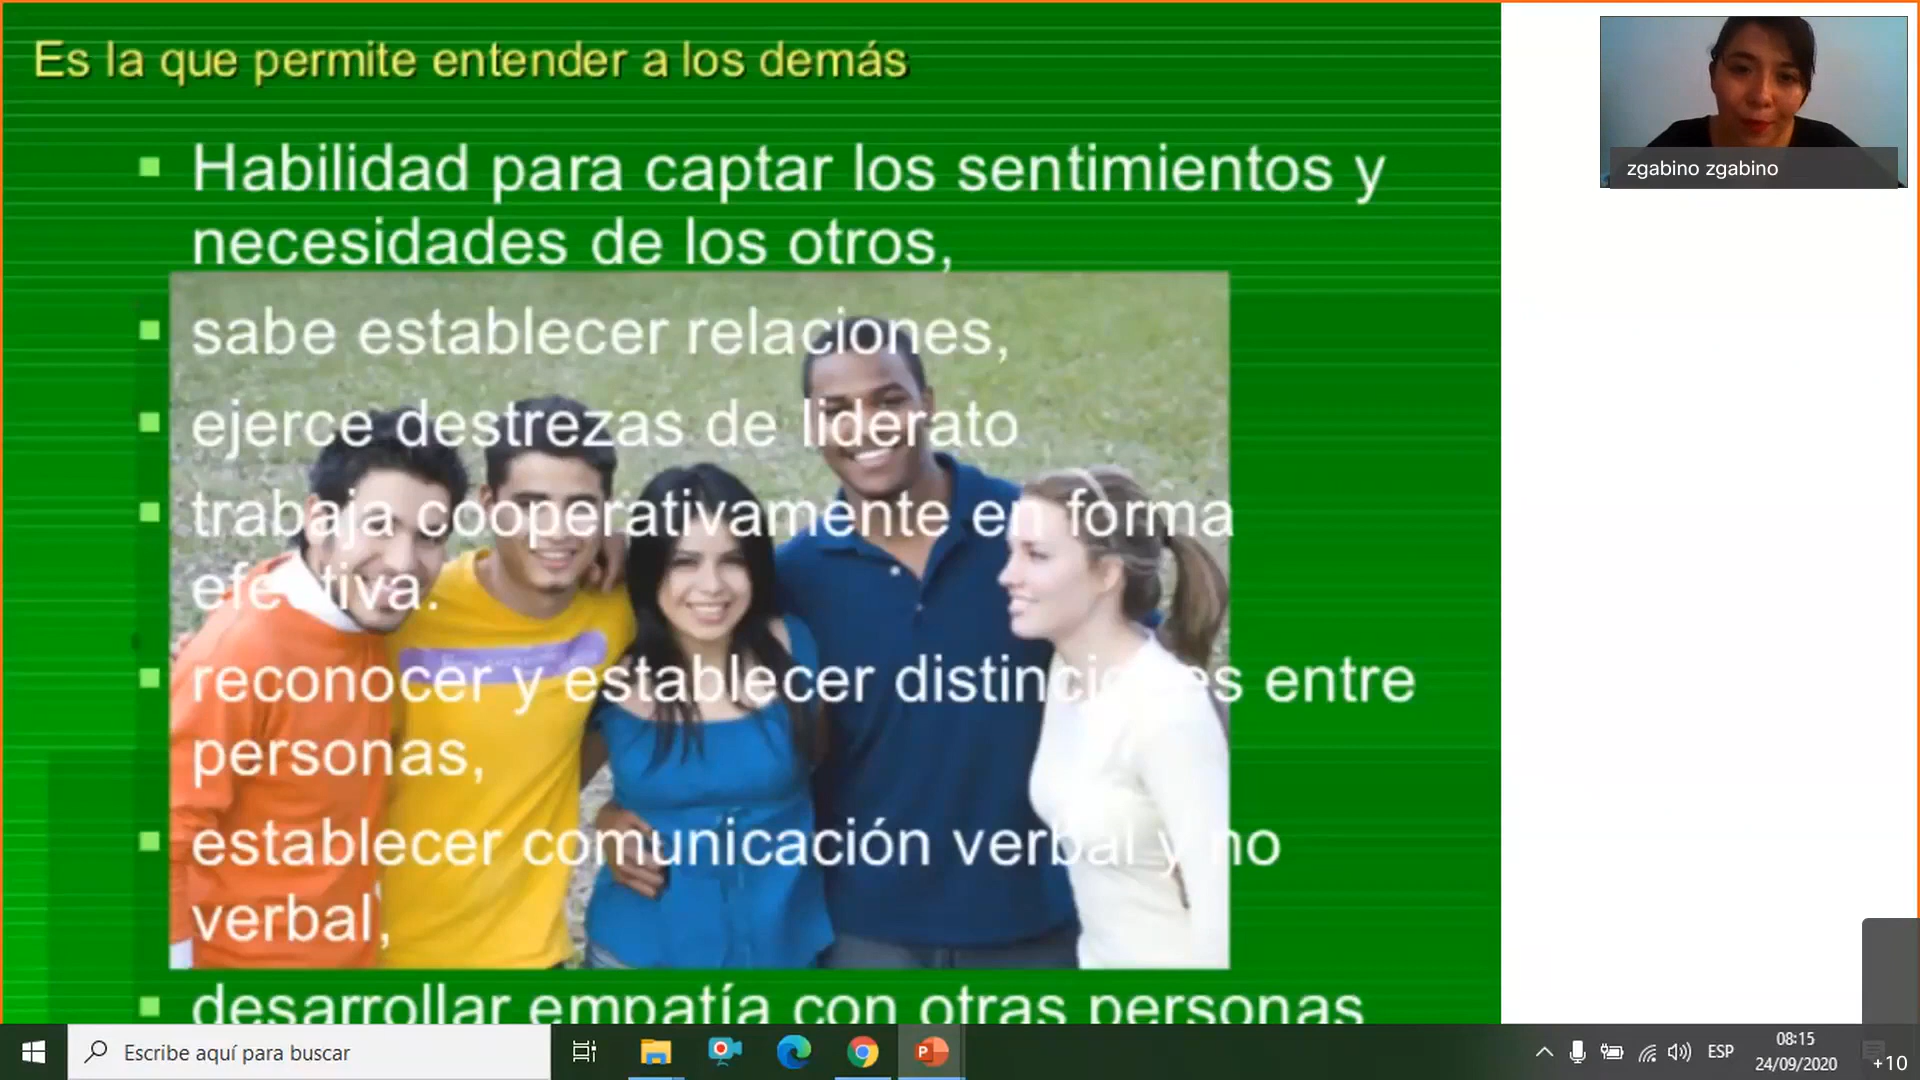 Es la que permite entender a los demás
zgabino zgabino
Habilidad para captar los sentimientos y
necesidades de los otros,
sabe establecer relaciones,
ejerce destrezas de liderato
trabaja cooperativamente en forma
efectiva.
reconocer y establecer distinciones entre
personas,
establecer comunicación verbal y no
verbal,
desarrollar empatía con otras personas
Escribe aquí para buscar
ESP
08:15
24/09/2020
+10